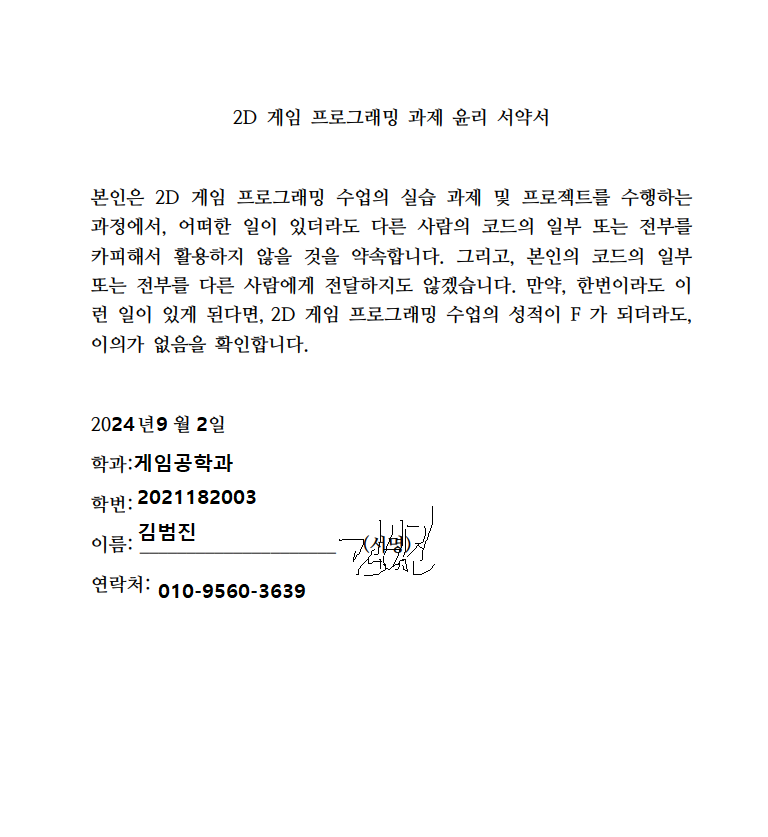 2D 게임 프로그래밍 과제 윤리 서약서
본인은 2D 게임 프로그래밍 수업의 실습 과제 및 프로젝트를 수행하는
과정에서, 어떠한 일이 있더라도 다른 사람의 코드의 일부 또는 전부를
카피해서 활용하지 않을 것을 약속합니다. 그리고, 본인의 코드의 일부
또는 전부를 다른 사람에게 전달하지도 않겠습니다. 만약, 한번이라도 이
런 일이 있게 된다면, 2D 게임 프로그래밍 수업의 성적이 F 가 되더라도,
이의가 없음을 확인합니다.
2024년9 월 2일
학과:게임공학과
학번: 2021182003
이름: 김범진 (서명) 김범진
연락처: 010-9560-3639